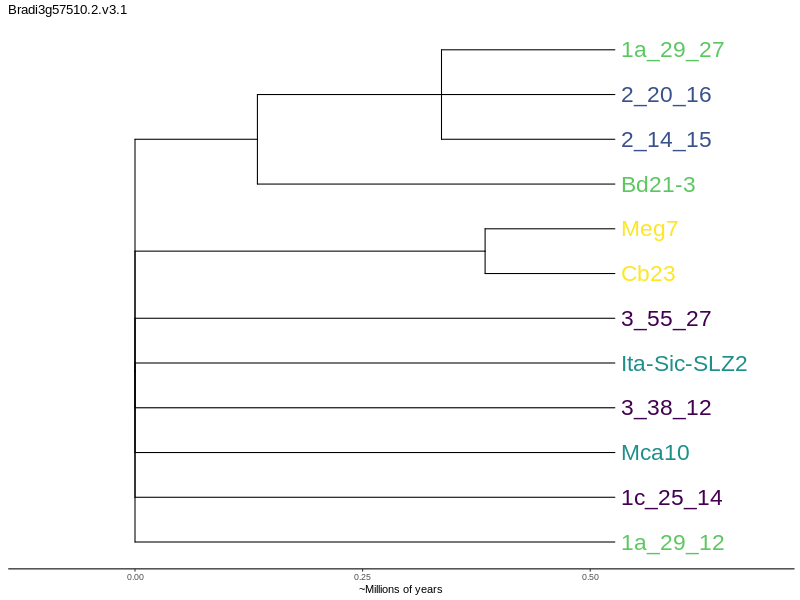 Bradi3g57510.2.v3.1
1a_29_27
2_20_16
2_14_15
Bd21-3
Meg7
Cb23
3_55_27
Ita-Sic-SLZ2
3_38_12
Mca10
1c_25_14
1a_29_12
0.00 0.25 0.50
~Millions of years